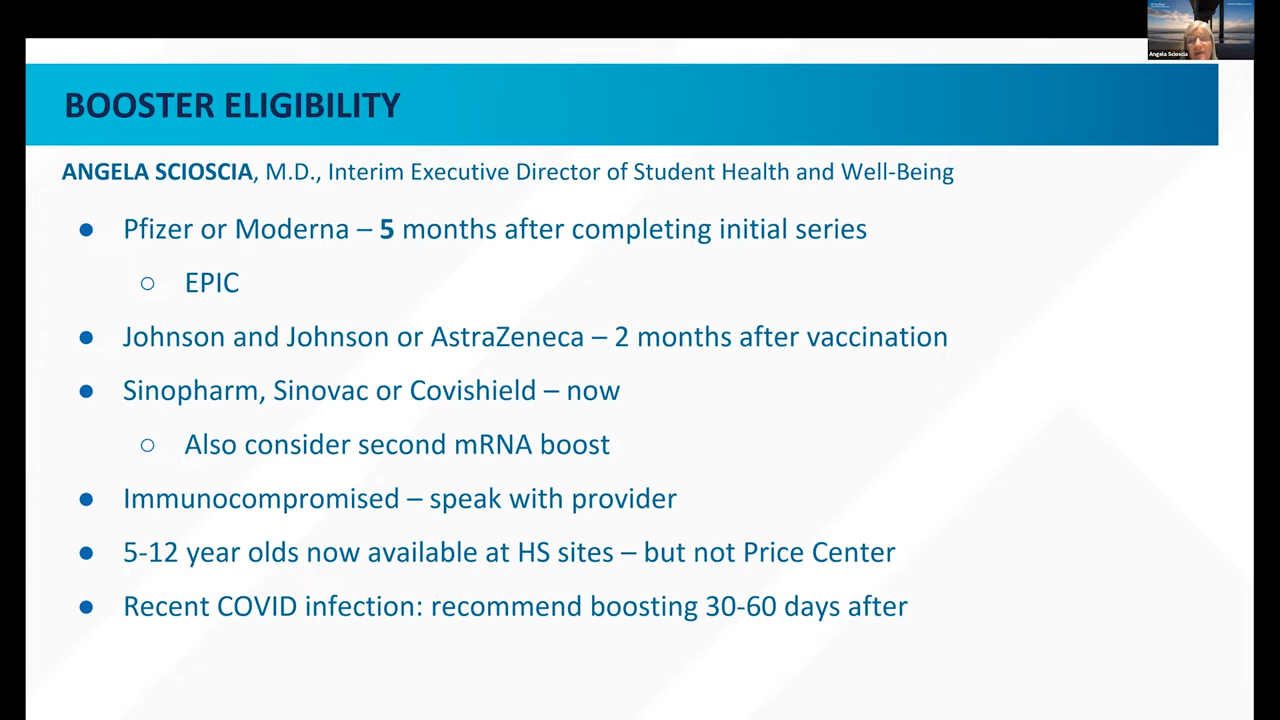 Angela Scioscia
BOOSTER ELIGIBILITY
ANGELA SCIOSCIA, M.D., Interim Executive Director of Student Health and Well-Being
● Pfizer or Moderna – 5 months after completing initial series
○ EPIC
● Johnson and Johnson or AstraZeneca – 2 months after vaccination
● Sinopharm, Sinovac or Covishield – now
○ Also consider second mRNA boost
● Immunocompromised – speak with provider
● 5-12 year olds now available at HS sites – but not Price Center
● Recent COVID infection: recommend boosting 30-60 days after